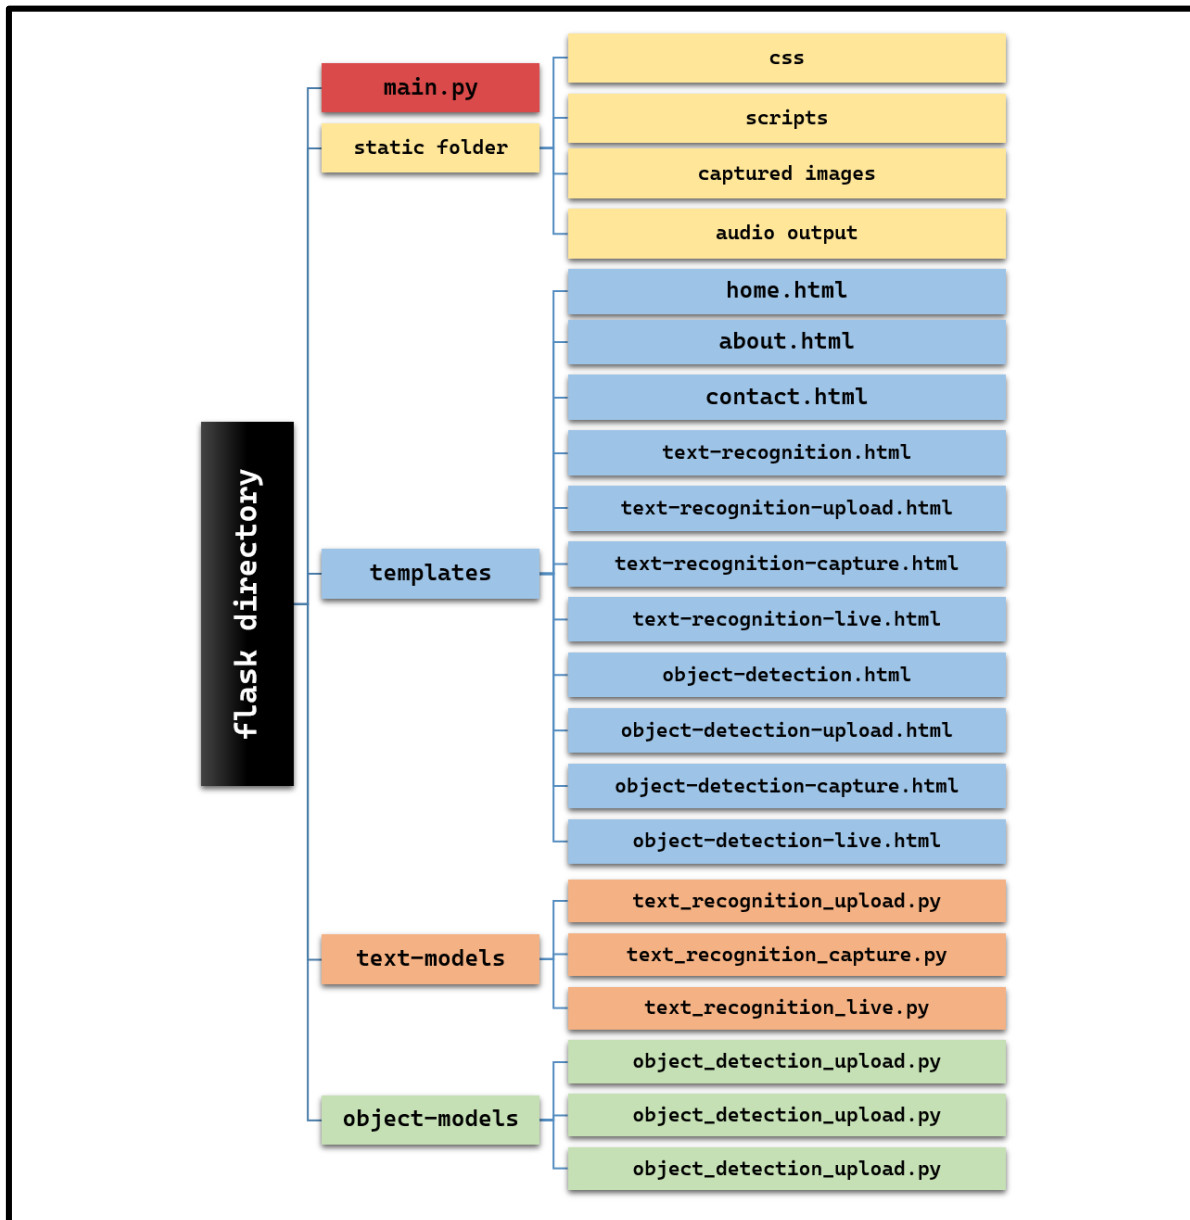 flask directory
main.py
static folder
css
scripts
captured images
audio output
templates
home.html
about.html
contact.html
text-recognition.html
text-recognition-upload.html
text-recognition-capture.html
text-recognition-live.html
object-detection.html
object-detection-upload.html
object-detection-capture.html
object-detection-live.html
text-models
text_recognition_upload.py
text_recognition_capture.py
text_recognition_live.py
object-models
object_detection_upload.py
object_detection_upload.py
object_detection_upload.py